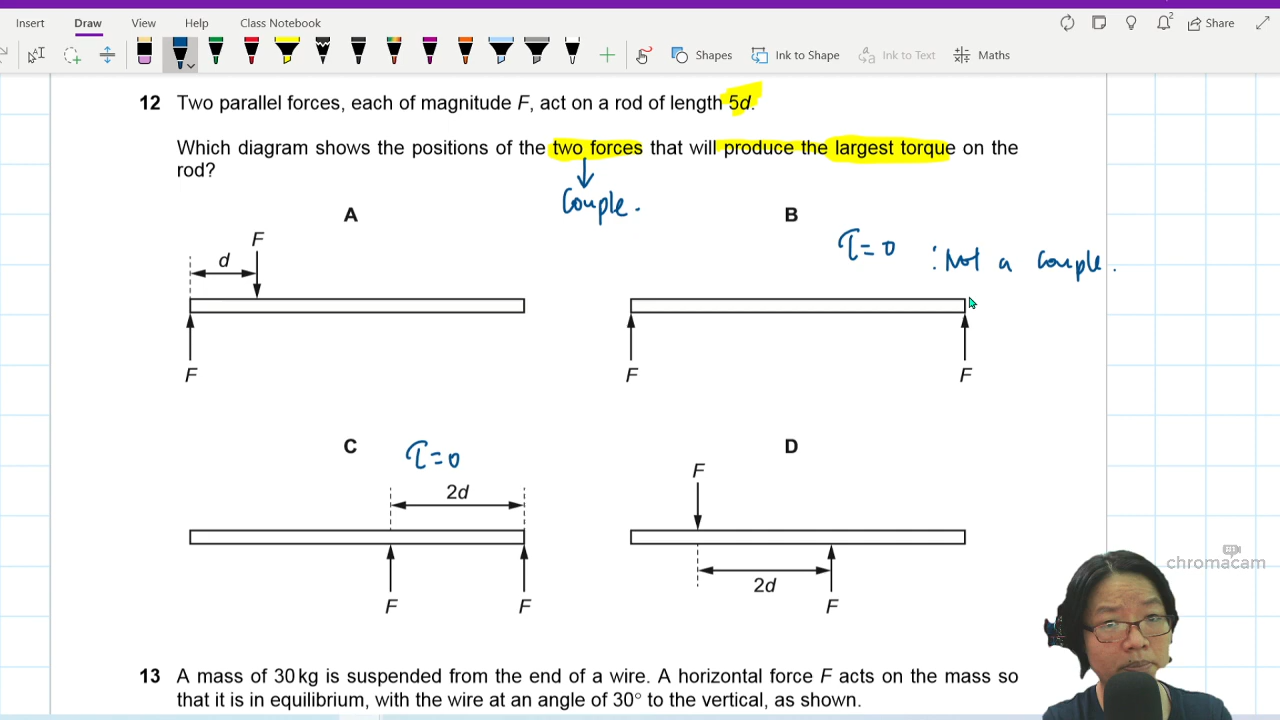 Insert Draw View Help Class Notebook Share
Shapes Ink to Shape Ink to Text Maths
12 Two parallel forces, each of magnitude F, act on a rod of length 5d.
Which diagram shows the positions of the two forces that will produce the largest torque on the
rod?
Couple.
A
B
F
d
τ=0 ∴ Not a couple.
F
F
F
C
τ=0
D
F
2d
2d
F
F
F
chromacam
13 A mass of 30 kg is suspended from the end of a wire. A horizontal force F acts on the mass so
that it is in equilibrium, with the wire at an angle of 30° to the vertical, as shown.